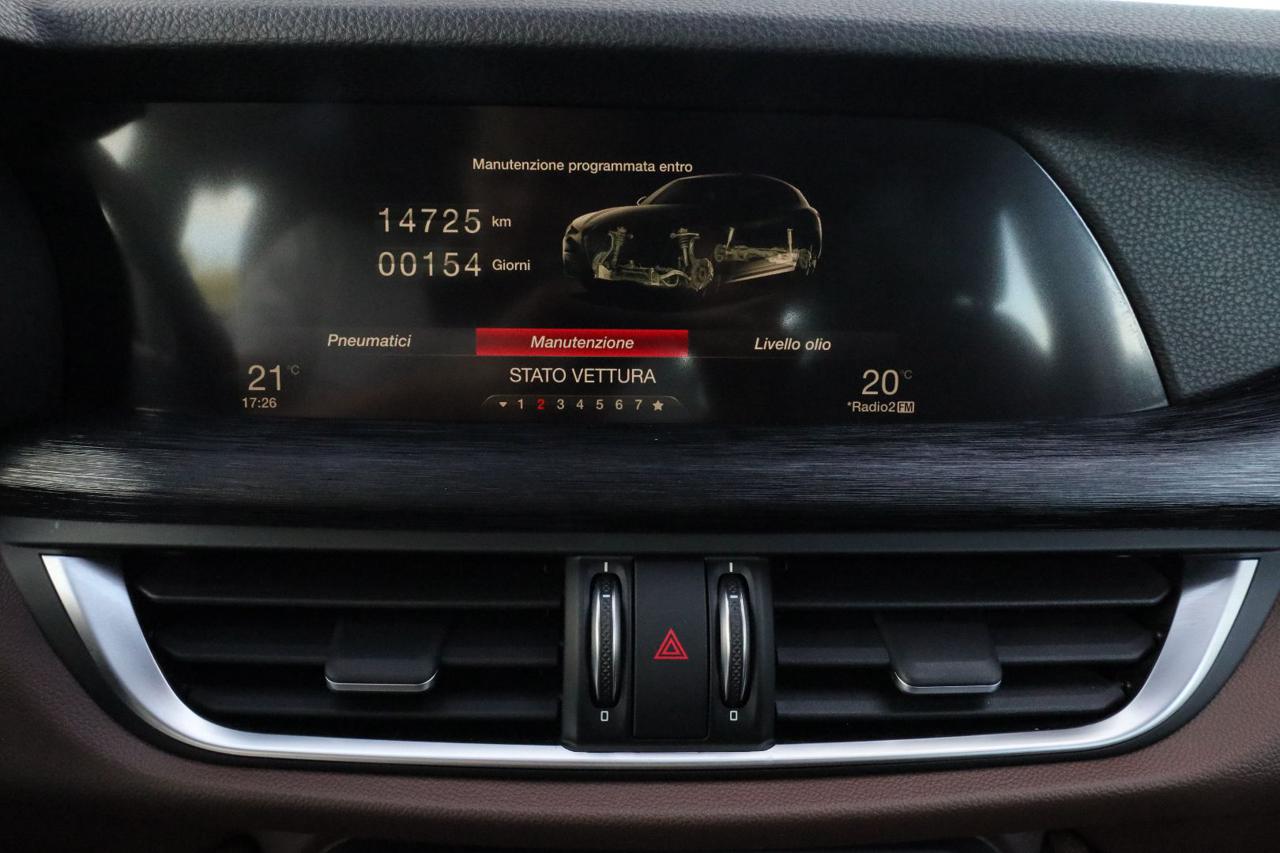 Manutenzione programmata entro
14725 km
00154 Giorni
Pneumatici Manutenzione Livello olio
STATO VETTURA
1 2 3 4 5 6 7
21°C
17:26
20°C
*Radio2 FM